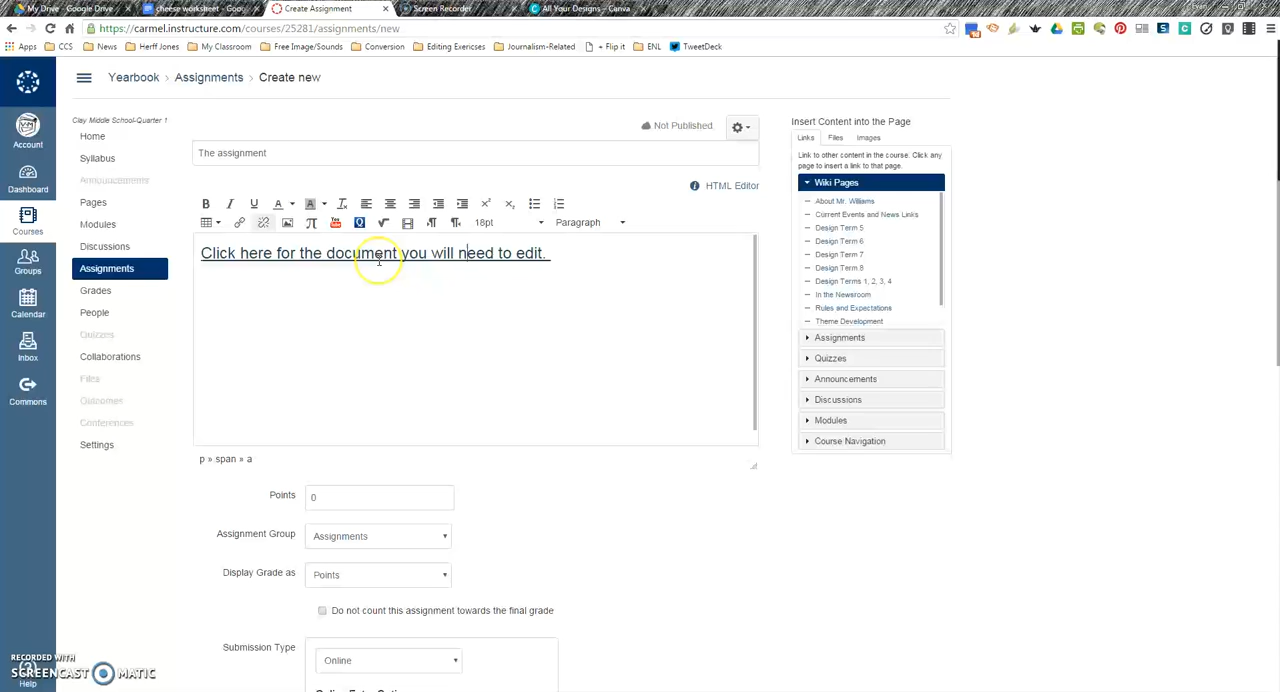 My Drive - Google Drive
cheese worksheet - Goo
Create Assignment
Screen Recorder
All Your Designs - Canva
https://carmel.instructure.com/courses/25281/assignments/new
Apps CCS News Herff Jones My Classroom Free Image/Sounds Conversion Editing Exericses Journalism-Related + Flip it ENL TweetDeck
Yearbook > Assignments > Create new
Clay Middle School-Quarter 1
Account
Dashboard
Courses
Groups
Calendar
Inbox
Commons
Help
Home
Syllabus
Announcements
Pages
Modules
Discussions
Assignments
Grades
People
Quizzes
Collaborations
Files
Outcomes
Conferences
Settings
Not Published.
The assignment
HTML Editor
B I U A A
18pt Paragraph
Click here for the document you will need to edit.
p » span » a
Points 0
Assignment Group Assignments
Display Grade as Points
Do not count this assignment towards the final grade
Submission Type
Online
Insert Content into the Page
Links Files Images
Link to other content in the course. Click any
page to insert a link to that page.
Wiki Pages
About Mr. Williams
Current Events and News Links
Design Term 5
Design Term 6
Design Term 7
Design Term 8
Design Terms 1, 2, 3, 4
In the Newsroom
Rules and Expectations
Theme Development
Assignments
Quizzes
Announcements
Discussions
Modules
Course Navigation
RECORDED WITH
SCREENCAST MATIC